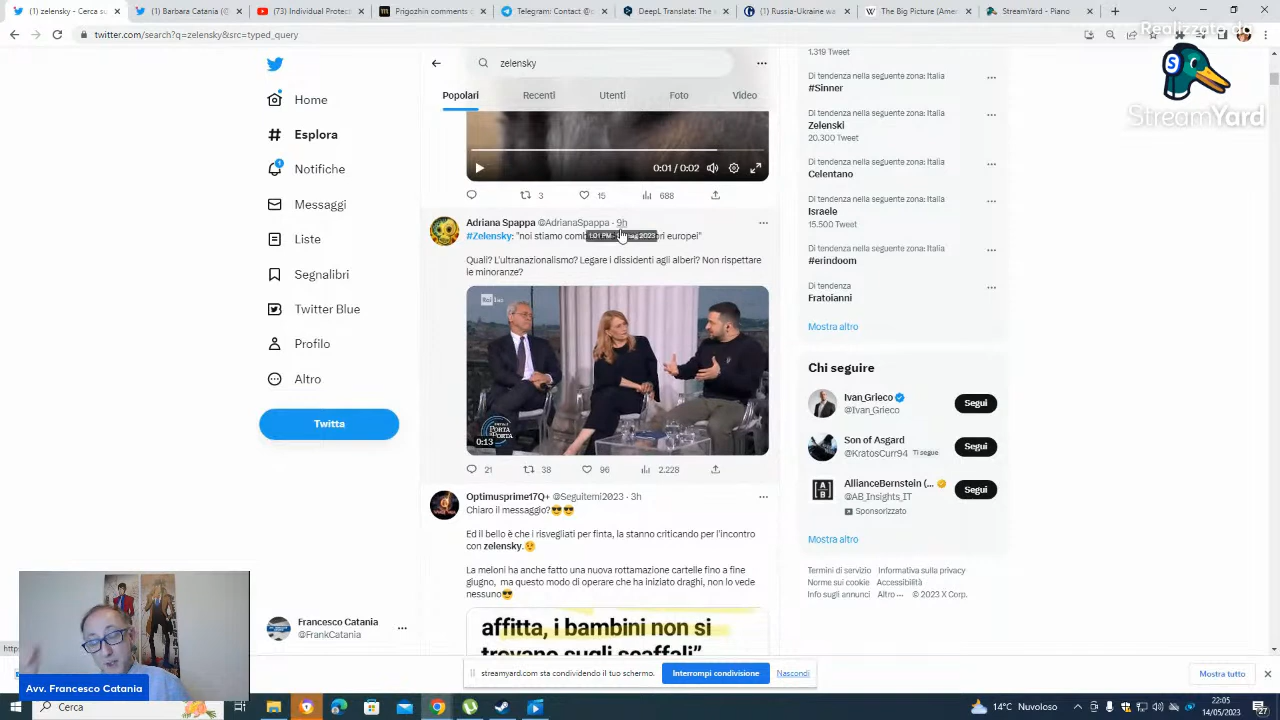 (1) zelensky
Barbara Catania (
(73) Individual Protect
Prigozhin comments
Telegram: Contact @c
DeepL Translate: The
(1) Russia-Ukraine w
The Big Picture (Ame
StreamYard - Piano
twitter.com/search?q=zelensky&src=typed_query
Realizzato da
StreamYard
Home
Esplora
Notifiche
Messaggi
Liste
Segnalibri
Twitter Blue
Profilo
Altro
Twitta
Francesco Catania
@FrankCatania
zelensky
Popolari
Recenti
Utenti
Foto
Video
0:01 / 0:02
3
15
688
Adriana Spappa @AdrianaSpappa · 9h
#Zelensky: "noi stiamo comb
ri europei"
Quali? L'ultranazionalismo? Legare i dissidenti agli alberi? Non rispettare
le minoranze?
Rai
PORTA
PORTA
0:13
21
38
96
2.228
Optimusprime17Q+ @Seguitemi2023 · 3h
Chiaro il messaggio?😎😎
Ed il bello è che i risvegliati per finta, la stanno criticando per l'incontro
con zelensky.😉
La meloni ha anche fatto una nuova rottamazione cartelle fino a fine
giugno, ma questo modo di operare che ha iniziato draghi, non lo vede
nessuno😎
affitta, i bambini non si
trovano sugli scaffali"
1.319 Tweet
Di tendenza nella seguente zona: Italia
#Sinner
Di tendenza nella seguente zona: Italia
Zelenski
20.300 Tweet
Di tendenza nella seguente zona: Italia
Celentano
Di tendenza nella seguente zona: Italia
Israele
15.500 Tweet
Di tendenza nella seguente zona: Italia
#erindoom
Di tendenza
Fratoianni
Mostra altro
Chi seguire
Ivan_Grieco
@Ivan_Grieco
Segui
Son of Asgard
@KratosCurr94 Ti segue
Segui
AllianceBernstein (...
@AB_Insights_IT
Segui
Sponsorizzato
Mostra altro
Termini di servizio Informativa sulla privacy
Norme sui cookie Accessibilità
Info sugli annunci Altro ··· © 2023 X Corp.
streamyard.com sta condividendo il tuo schermo.
Interrompi condivisione
Nascondi
Mostra tutto
Avv. Francesco Catania
Cerca
14°C Nuvoloso
22:05
14/05/2023
27